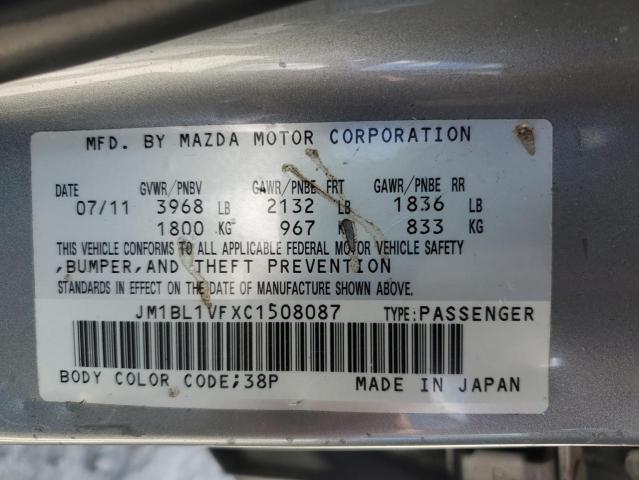 MFD. BY MAZDA MOTOR CORPORATION
DATE GVWR/PNBV GAWR/PNBE FRT GAWR/PNBE RR
07/11 3968 LB 2132 LB 1836 LB
1800 KG 967 833 KG
THIS VEHICLE CONFORMS TO ALL APPLICABLE FEDERAL MOTOR VEHICLE SAFETY
,BUMPER,AND THEFT PREVENTION
STANDARDS IN EFFECT ON THE DATE OF MANUFACTURE SHOWN ABOVE.
JM1BL1VFXC1508087 TYPE:PASSENGER
BODY COLOR CODE;38P MADE IN JAPAN